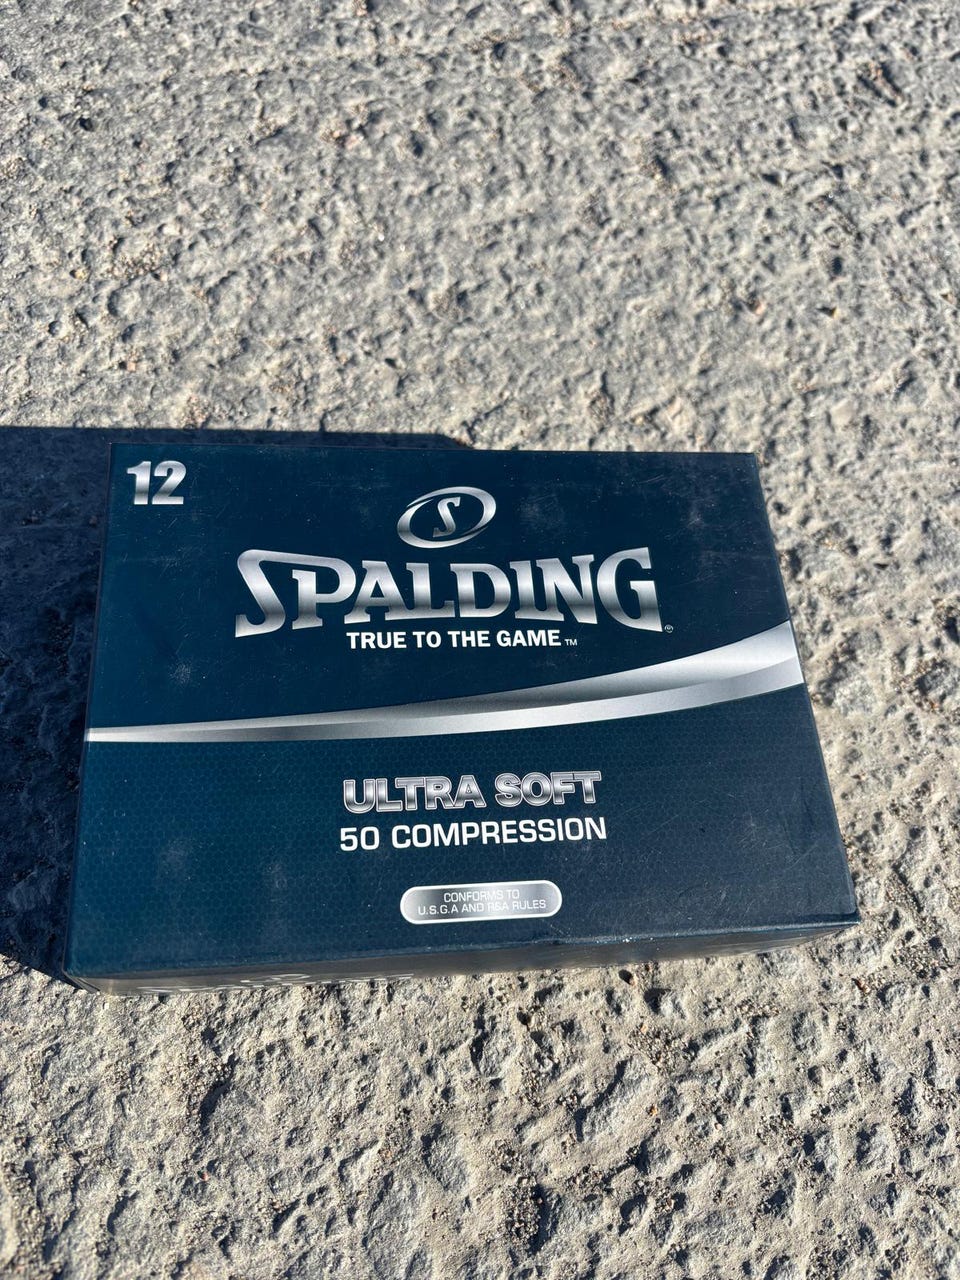 12
S
SPALDING®
TRUE TO THE GAME™
ULTRA SOFT
50 COMPRESSION
CONFORMS TO
U.S.G.A AND R&A RULES